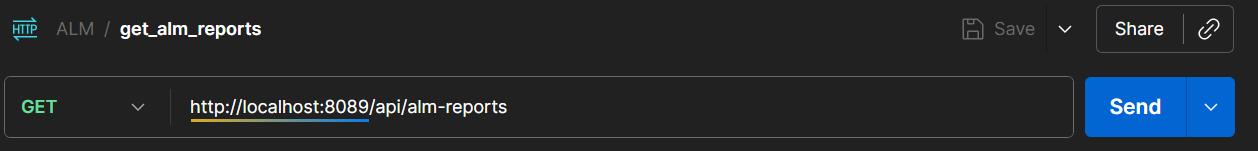 HTTP ALM / get_alm_reports Save Share
GET http://localhost:8089/api/alm-reports Send